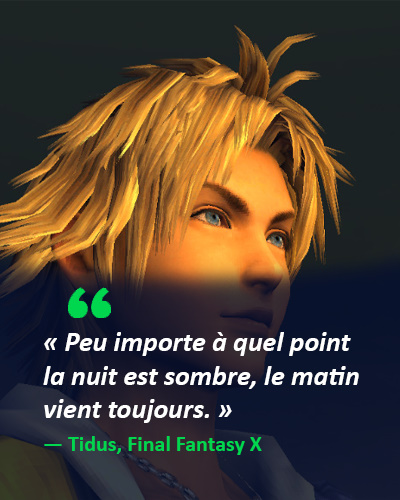 « Peu importe à quel point
la nuit est sombre, le matin
vient toujours. »
— Tidus, Final Fantasy X